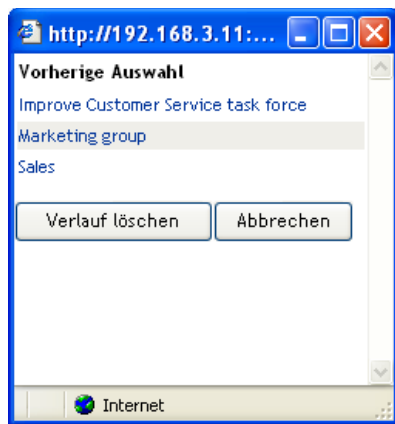 http://192.168.3.11:...
Vorherige Auswahl
Improve Customer Service task force
Marketing group
Sales
Verlauf löschen Abbrechen
Internet